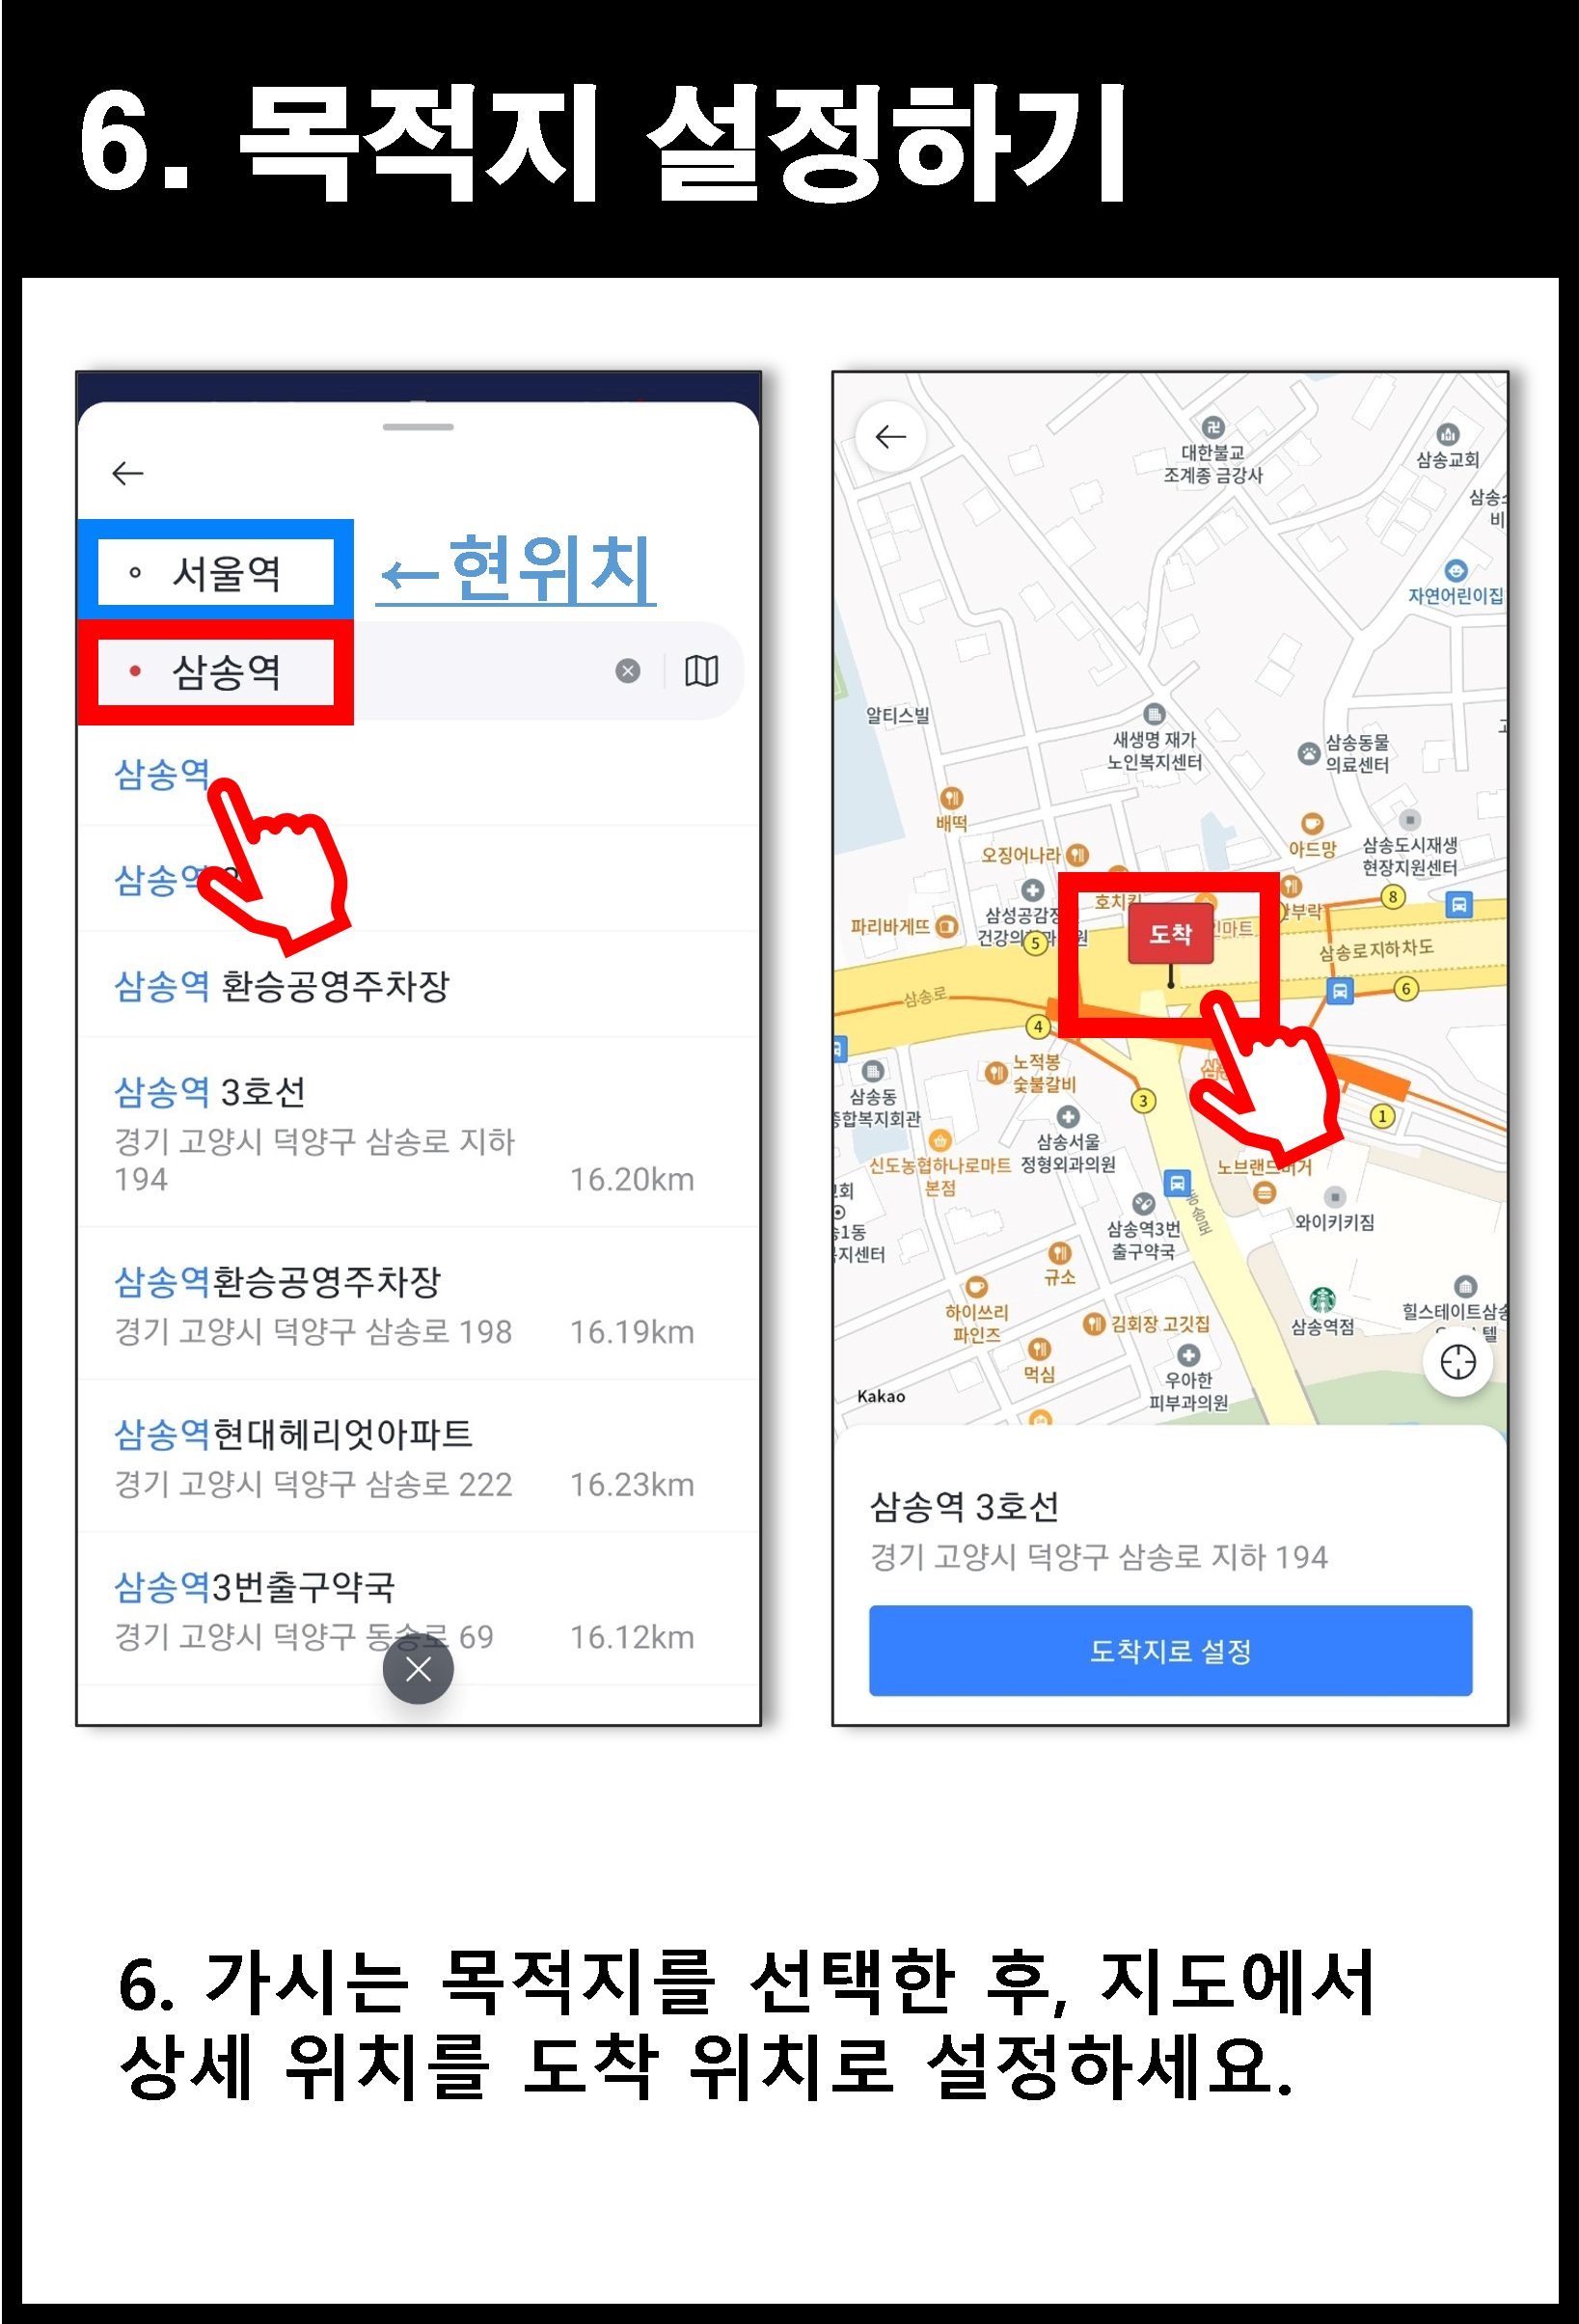 6. 목적지 설정하기
서울역
←현위치
삼송역
삼송역
삼송역
삼송역 환승공영주차장
삼송역 3호선
경기 고양시 덕양구 삼송로 지하
194
16.20km
삼송역환승공영주차장
경기 고양시 덕양구 삼송로 198
16.19km
삼송역현대헤리엇아파트
경기 고양시 덕양구 삼송로 222
16.23km
삼송역3번출구약국
경기 고양시 덕양구 동송로 69
16.12km
대한불교
조계종 금강사
삼송교회
자연어린이집
알티스빌
새생명 재가
노인복지센터
삼송동물
의료센터
배떡
오징어나라
아드망
삼송도시재생
현장지원센터
파리바게뜨
삼성공감정
건강의
호치킨
도착
8
5
삼송로지하차도
6
삼송로
4
노적봉
숯불갈비
3
1
삼송동
종합복지회관
삼송서울
정형외과의원
신도농협하나로마트
본점
노브랜드버거
와이키키짐
삼송역3번
출구약국
동송로
규소
하이쓰리
파인즈
김회장 고깃집
삼송역점
힐스테이트삼송
먹심
우아한
피부과의원
Kakao
삼송역 3호선
경기 고양시 덕양구 삼송로 지하 194
도착지로 설정
6. 가시는 목적지를 선택한 후, 지도에서
상세 위치를 도착 위치로 설정하세요.